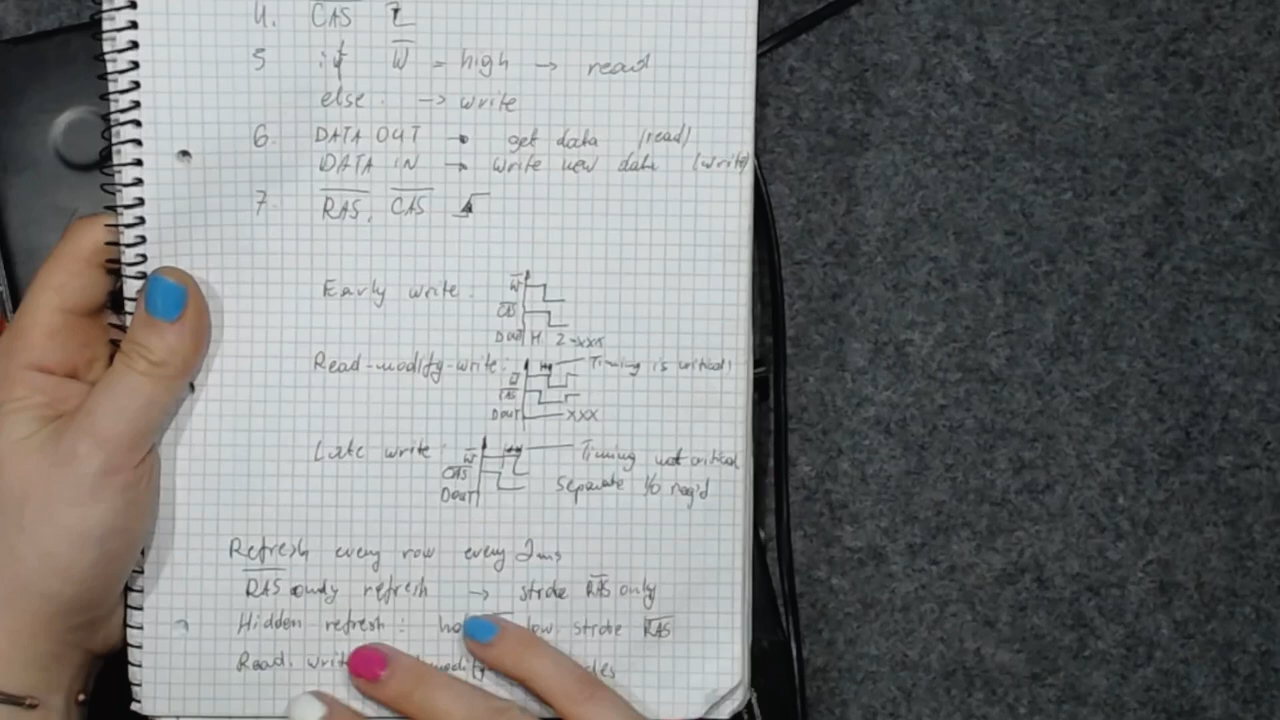 4. CAS
5 if W = high → read
else. → write
6. DATA OUT → get data (read)
DATA IN → write new data (write)
7. RAS, CAS
Early write:
W
CAS
Dout H. Z -xxx
Read-modify-write: Timing is critical!
W
CAS
Dout xxx
Late write: Timing not critical
W
CAS Separate I/O req'd
Dout
Refresh every row every 2ms
RAS only refresh → strobe RAS only
Hidden refresh: low. strobe RAS
Read, modify